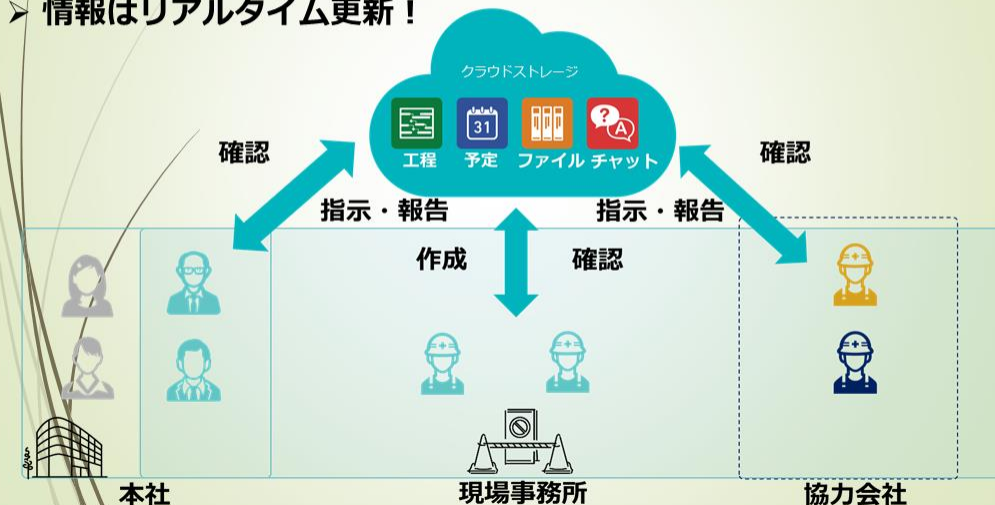 ➢ 情報はリアルタイム更新！
クラウドストレージ
31
? A
工程 予定 ファイル チャット
確認
確認
指示・報告
指示・報告
作成
確認
本社
現場事務所
協力会社